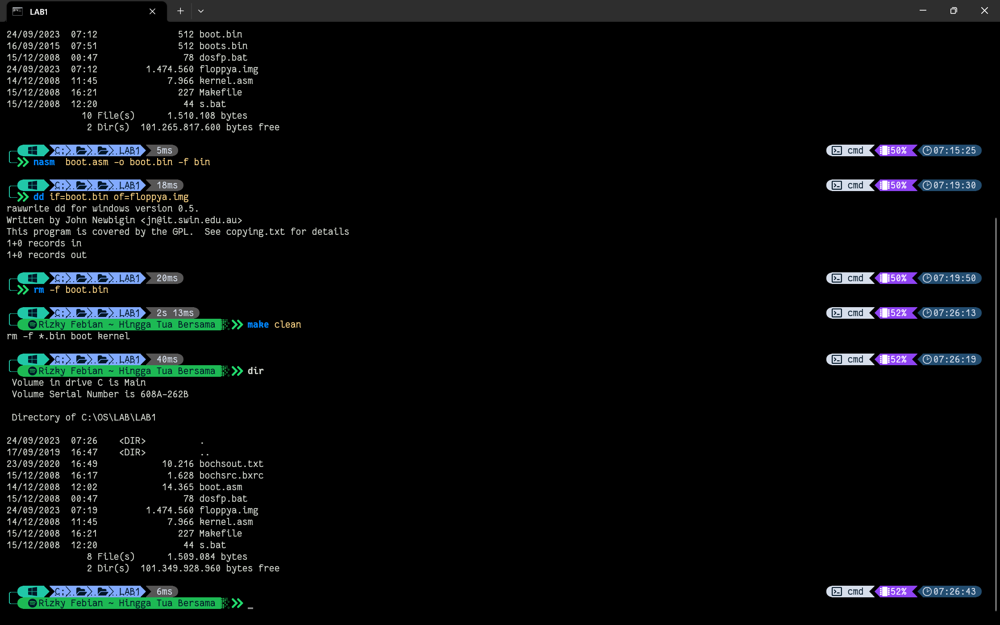 LAB1
24/09/2023  07:12               512 boot.bin
16/09/2015  07:51               512 boots.bin
15/12/2008  00:47                78 dosfp.bat
24/09/2023  07:12         1.474.560 floppya.img
14/12/2008  11:45             7.966 kernel.asm
15/12/2008  16:21               227 Makefile
15/12/2008  12:20                44 s.bat
              10 File(s)      1.510.108 bytes
               2 Dir(s)  101.265.817.600 bytes free
C: LAB1 5ms cmd 50% 07:15:25
nasm  boot.asm -o boot.bin -f bin
C: LAB1 18ms cmd 50% 07:19:30
dd if=boot.bin of=floppya.img
rawwrite dd for windows version 0.5.
Written by John Newbigin <jn@it.swin.edu.au>
This program is covered by the GPL.  See copying.txt for details
1+0 records in
1+0 records out
C: LAB1 20ms cmd 50% 07:19:50
rm -f boot.bin
C: LAB1 2s 13ms cmd 52% 07:26:13
Rizky Febian ~ Hingga Tua Bersama make clean
rm -f *.bin boot kernel
C: LAB1 40ms cmd 52% 07:26:19
Rizky Febian ~ Hingga Tua Bersama dir
Volume in drive C is Main
Volume Serial Number is 608A-262B
Directory of C:\OS\LAB\LAB1
24/09/2023  07:26    <DIR>          .
17/09/2019  16:47    <DIR>          ..
23/09/2020  16:49            10.216 bochsout.txt
15/12/2008  16:17             1.628 bochsrc.bxrc
14/12/2008  12:02            14.365 boot.asm
15/12/2008  00:47                78 dosfp.bat
24/09/2023  07:19         1.474.560 floppya.img
14/12/2008  11:45             7.966 kernel.asm
15/12/2008  16:21               227 Makefile
15/12/2008  12:20                44 s.bat
               8 File(s)      1.509.084 bytes
               2 Dir(s)  101.349.928.960 bytes free
C: LAB1 6ms cmd 52% 07:26:43
Rizky Febian ~ Hingga Tua Bersama